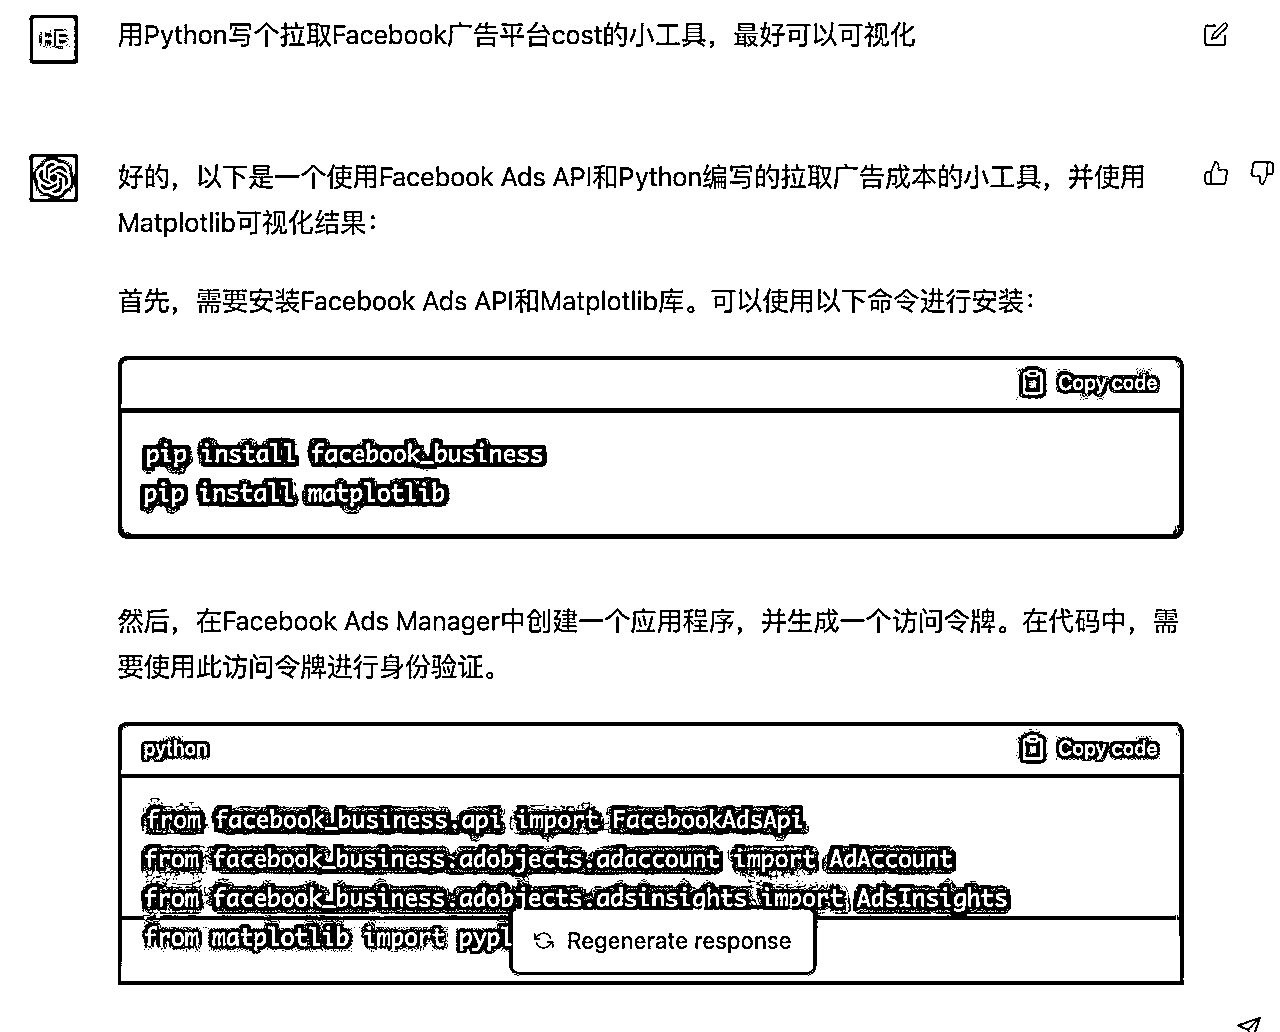 用Python写个拉取Facebook广告平台cost的小工具，最好可以可视化
好的，以下是一个使用Facebook Ads API和Python编写的拉取广告成本的小工具，并使用
Matplotlib可视化结果：
首先，需要安装Facebook Ads API和Matplotlib库。可以使用以下命令进行安装：
Copy code
pip install facebook_business
pip install matplotlib
然后，在Facebook Ads Manager中创建一个应用程序，并生成一个访问令牌。在代码中，需
要使用此访问令牌进行身份验证。
python Copy code
from facebook_business.api import FacebookAdsApi
from facebook_business.adobjects.adaccount import AdAccount
from facebook_business.adobjects.adsinsights import AdsInsights
from matplotlib import pypl
Regenerate response